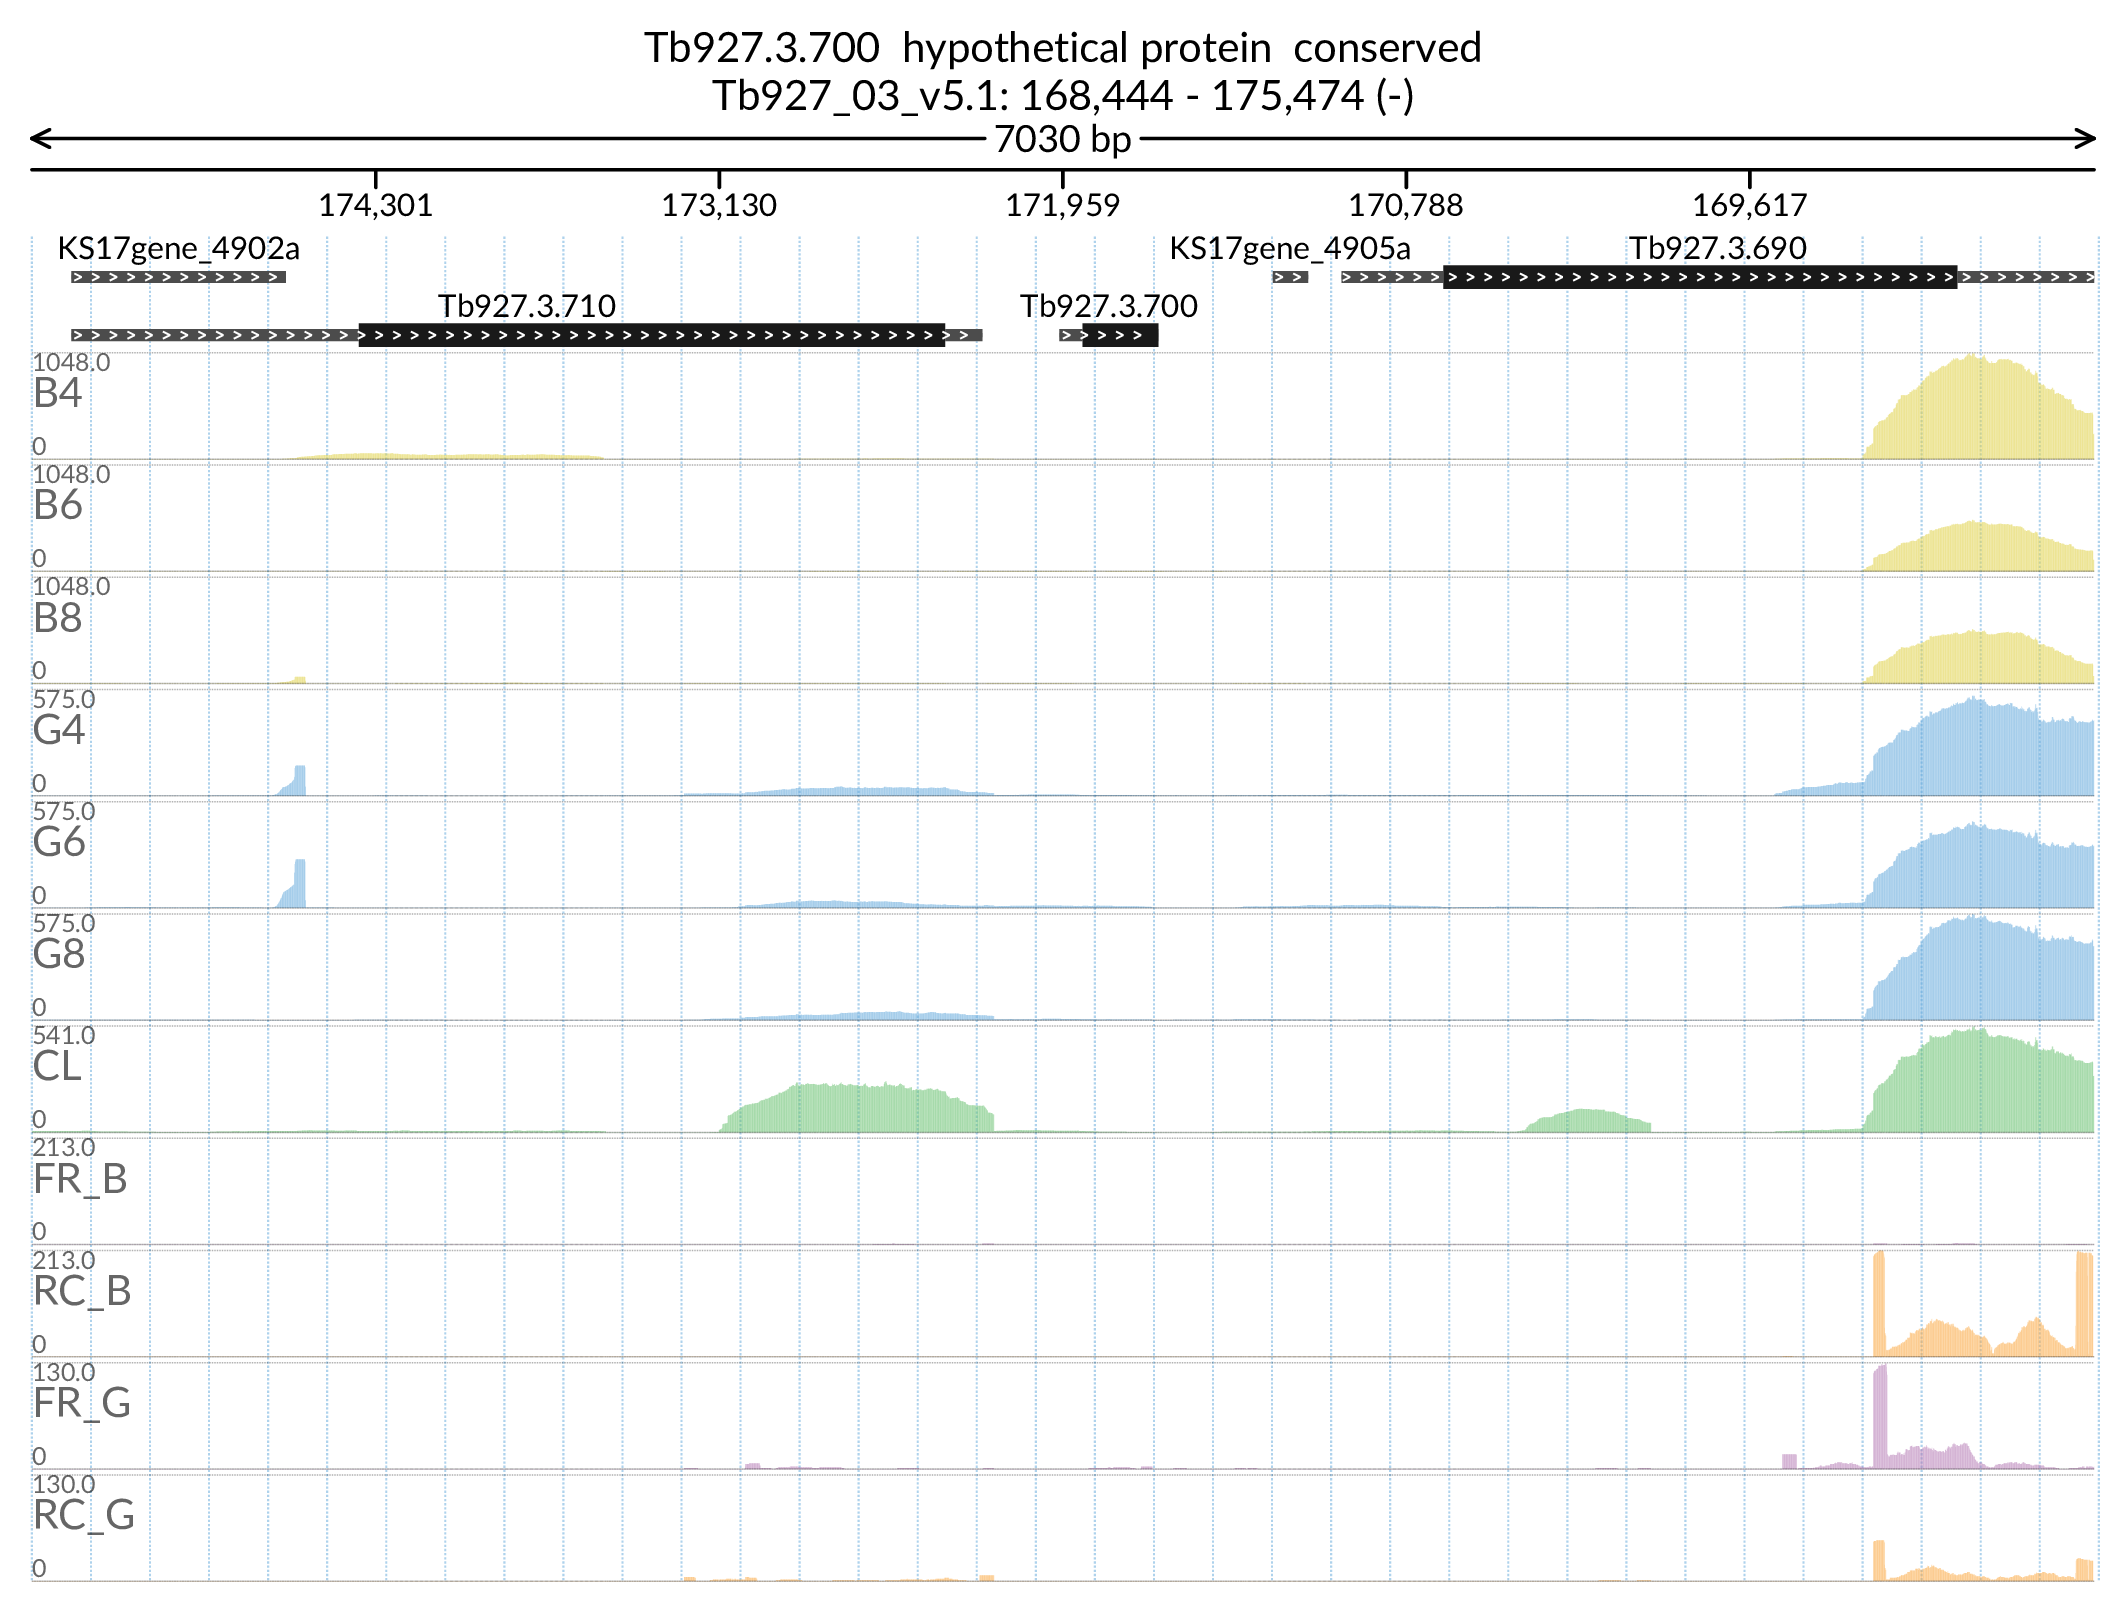 Tb927.3.700  hypothetical protein  conserved
Tb927_03_v5.1: 168,444 - 175,474 (-)
7030 bp
174,301 173,130 171,959 170,788 169,617
KS17gene_4902a KS17gene_4905a Tb927.3.690
Tb927.3.710 Tb927.3.700
1048.0
B4
0
1048.0
B6
0
1048.0
B8
0
575.0
G4
0
575.0
G6
0
575.0
G8
0
541.0
CL
0
213.0
FR_B
0
213.0
RC_B
0
130.0
FR_G
0
130.0
RC_G
0